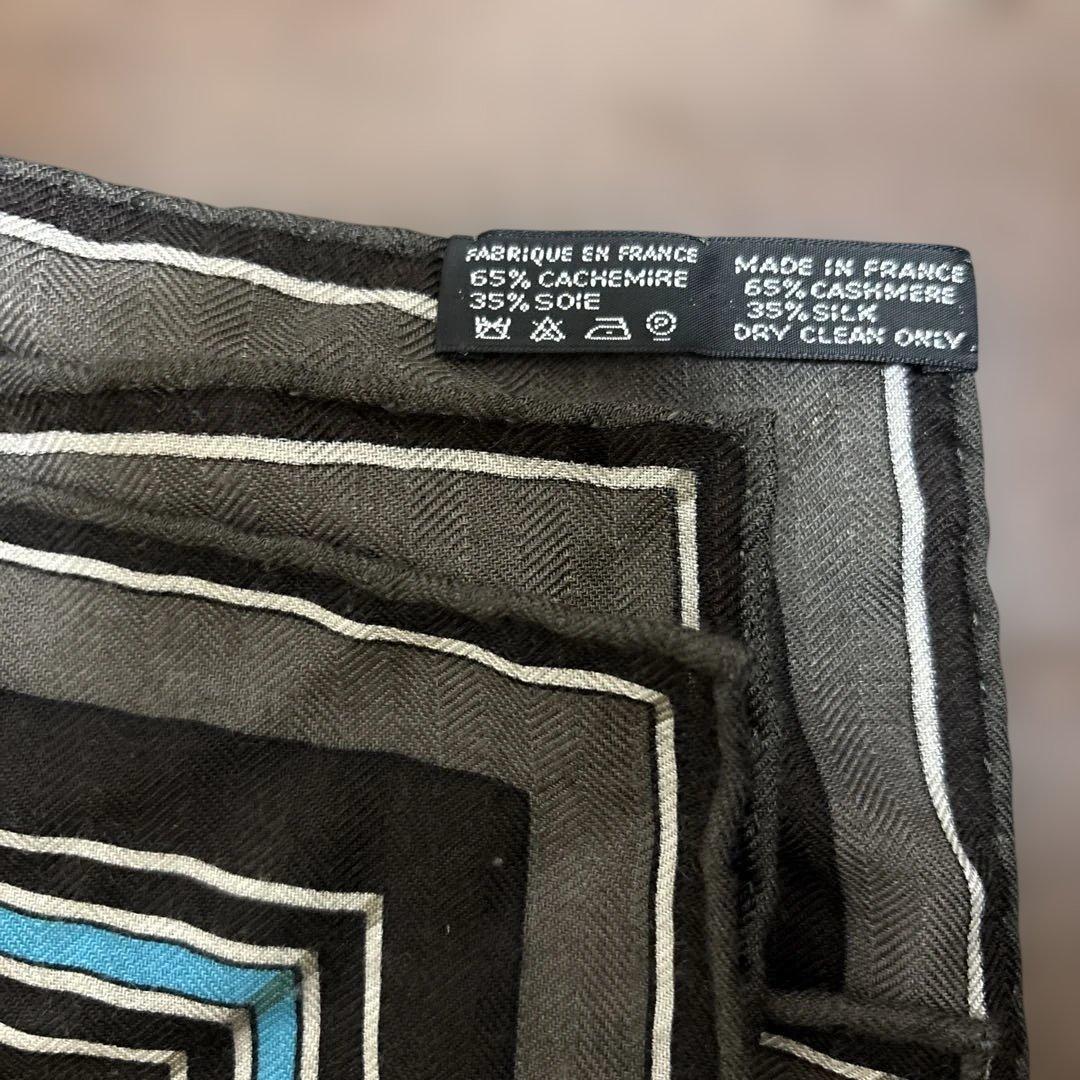 FABRIQUE EN FRANCE
65% CACHEMIRE
35% SOIE
P
MADE IN FRANCE
65% CASHMERE
35% SILK
DRY CLEAN ONLY